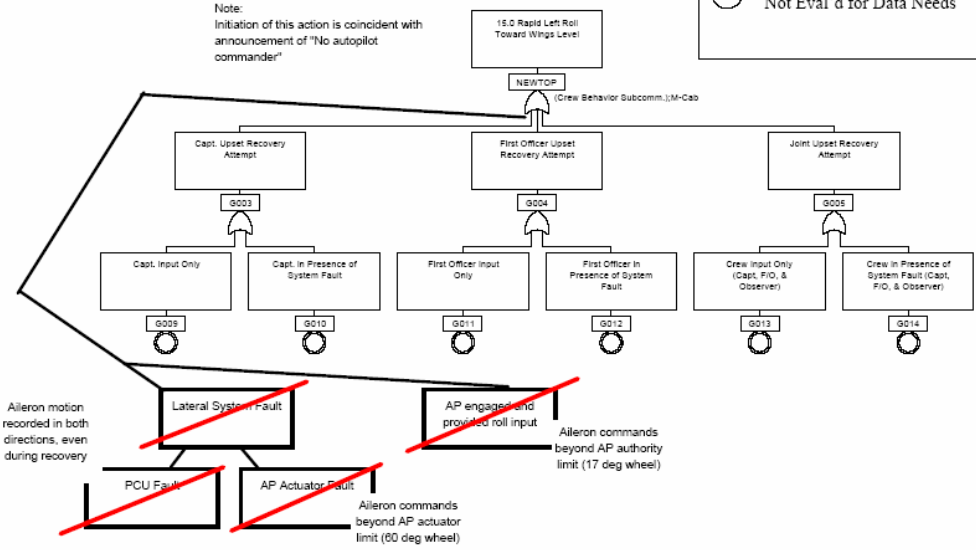 Note:
Initiation of this action is coincident with
announcement of "No autopilot
commander"
15.0 Rapid Left Roll
Toward Wings Level
Not Eval'd for Data Needs
NEWTOP
(Crew Behavior Subcomm.);M-Cab
Capt. Upset Recovery
Attempt
First Officer Upset
Recovery Attempt
Joint Upset Recovery
Attempt
G003
G004
G005
Capt. Input Only
Capt. In Presence of
System Fault
First Officer Input
Only
First Officer In
Presence of System
Fault
Crew Input Only
(Capt, F/O, &
Observer)
Crew In Presence of
System Fault (Capt,
F/O, & Observer)
G009
G010
G011
G012
G013
G014
Aileron motion
recorded in both
directions, even
during recovery
Lateral System Fault
AP engaged and
provided roll input
Aileron commands
beyond AP authority
limit (17 deg wheel)
PCU Fault
AP Actuator Fault
Aileron commands
beyond AP actuator
limit (60 deg wheel)